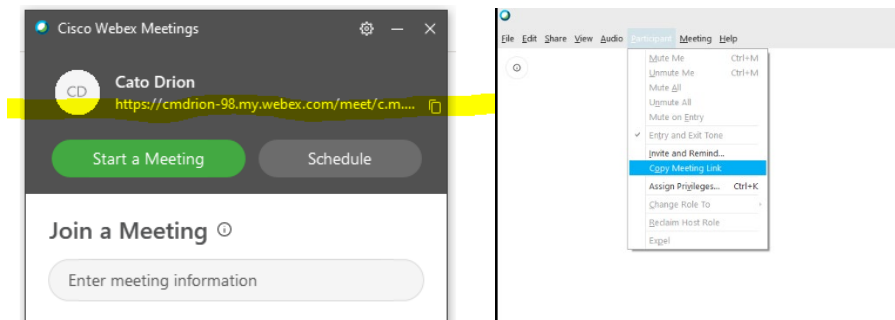 Cisco Webex Meetings
CD
Cato Drion
https://cmdrion-98.my.webex.com/meet/c.m....
Start a Meeting
Schedule
Join a Meeting
Enter meeting information
File Edit Share View Audio Participant Meeting Help
Mute Me Ctrl+M
Unmute Me Ctrl+M
Mute All
Unmute All
Mute on Entry
Entry and Exit Tone
Invite and Remind...
Copy Meeting Link
Assign Privileges... Ctrl+K
Change Role To
Reclaim Host Role
Expel